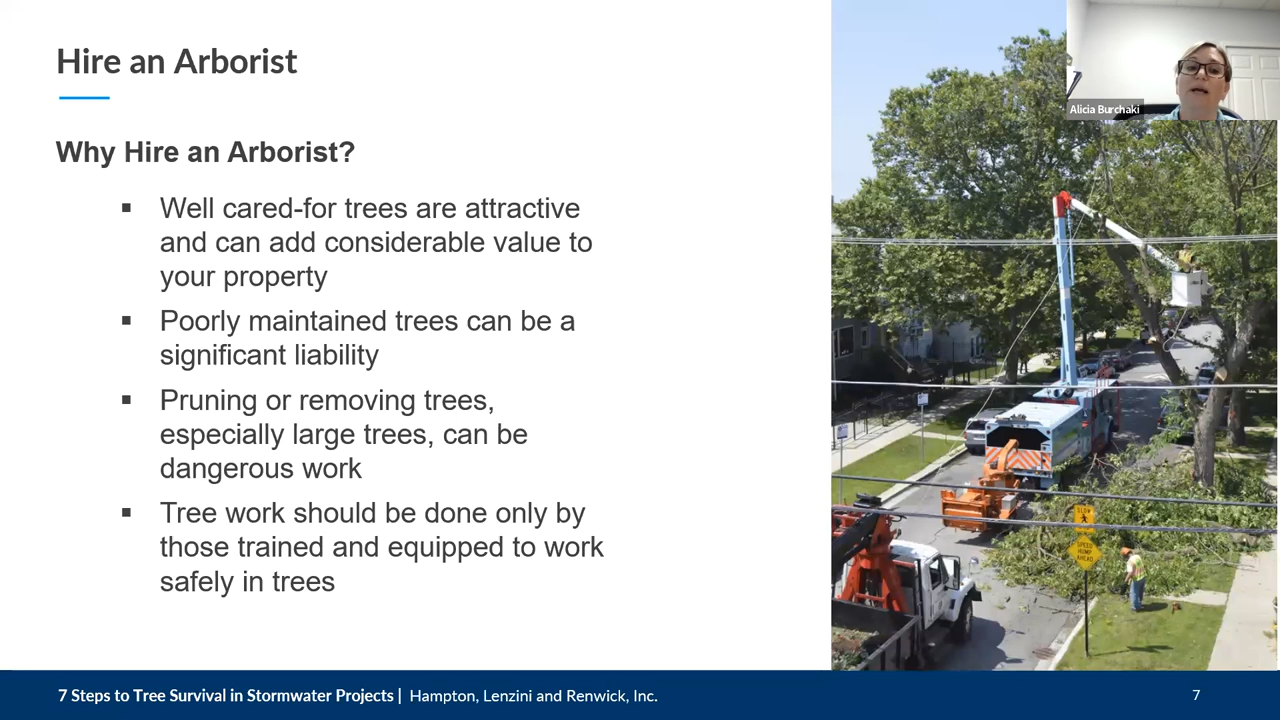 Hire an Arborist
Alicia Burchaki
Why Hire an Arborist?
▪ Well cared-for trees are attractive
and can add considerable value to
your property
▪ Poorly maintained trees can be a
significant liability
▪ Pruning or removing trees,
especially large trees, can be
dangerous work
▪ Tree work should be done only by
those trained and equipped to work
safely in trees
SLOW
SPEED
HUMP
AHEAD
7 Steps to Tree Survival in Stormwater Projects | Hampton, Lenzini and Renwick, Inc.
7